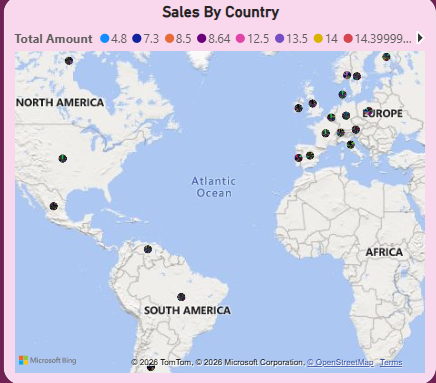 Sales By Country
Total Amount 4.8 7.3 8.5 8.64 12.5 13.5 14 14.39999...
NORTH AMERICA
EUROPE
Atlantic
Ocean
AFRICA
SOUTH AMERICA
Microsoft Bing
© 2026 TomTom, © 2026 Microsoft Corporation, © OpenStreetMap Terms